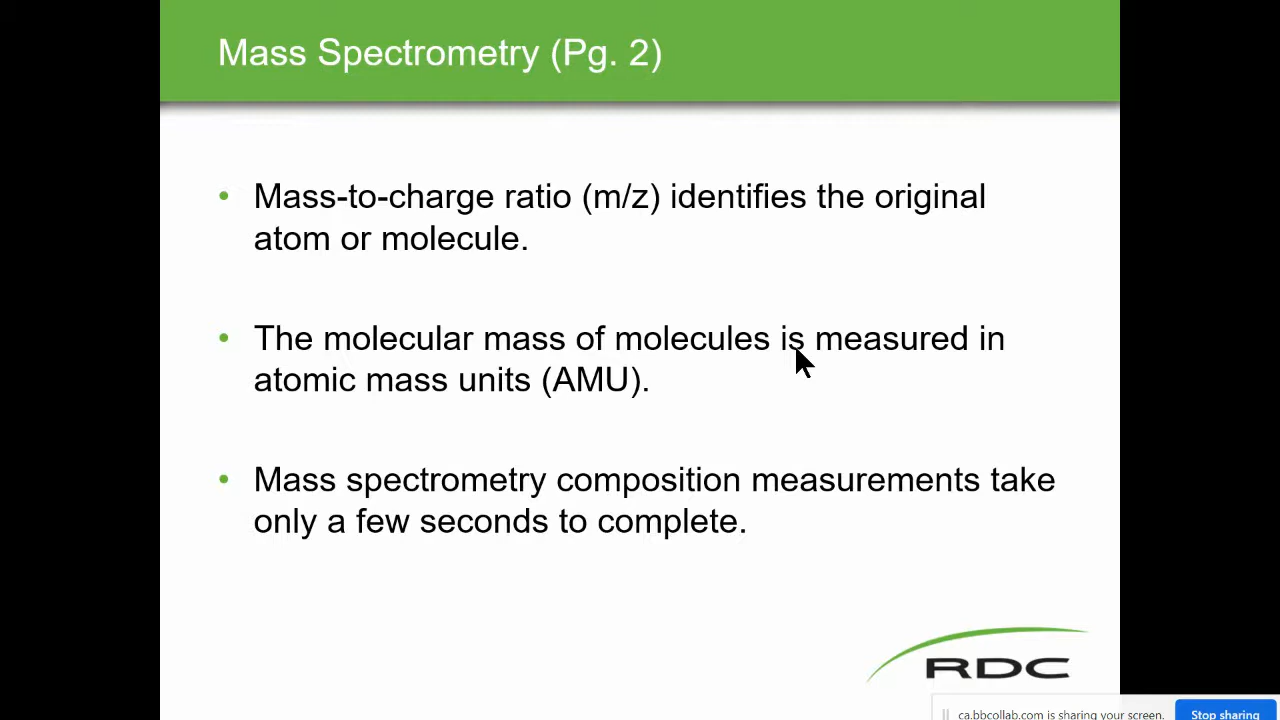 Mass Spectrometry (Pg. 2)
• Mass-to-charge ratio (m/z) identifies the original
atom or molecule.
• The molecular mass of molecules is measured in
atomic mass units (AMU).
• Mass spectrometry composition measurements take
only a few seconds to complete.
RDC
ca.bbcollab.com is sharing your screen.
Stop sharing